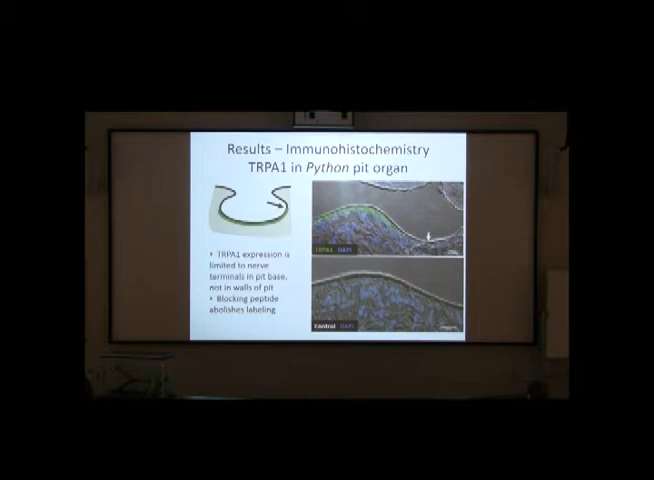 Results – Immunohistochemistry
TRPA1 in Python pit organ
• TRPA1 expression is
limited to nerve
terminals in pit base,
not in walls of pit
• Blocking peptide
abolishes labeling
TRPA1 DAPI
Control DAPI